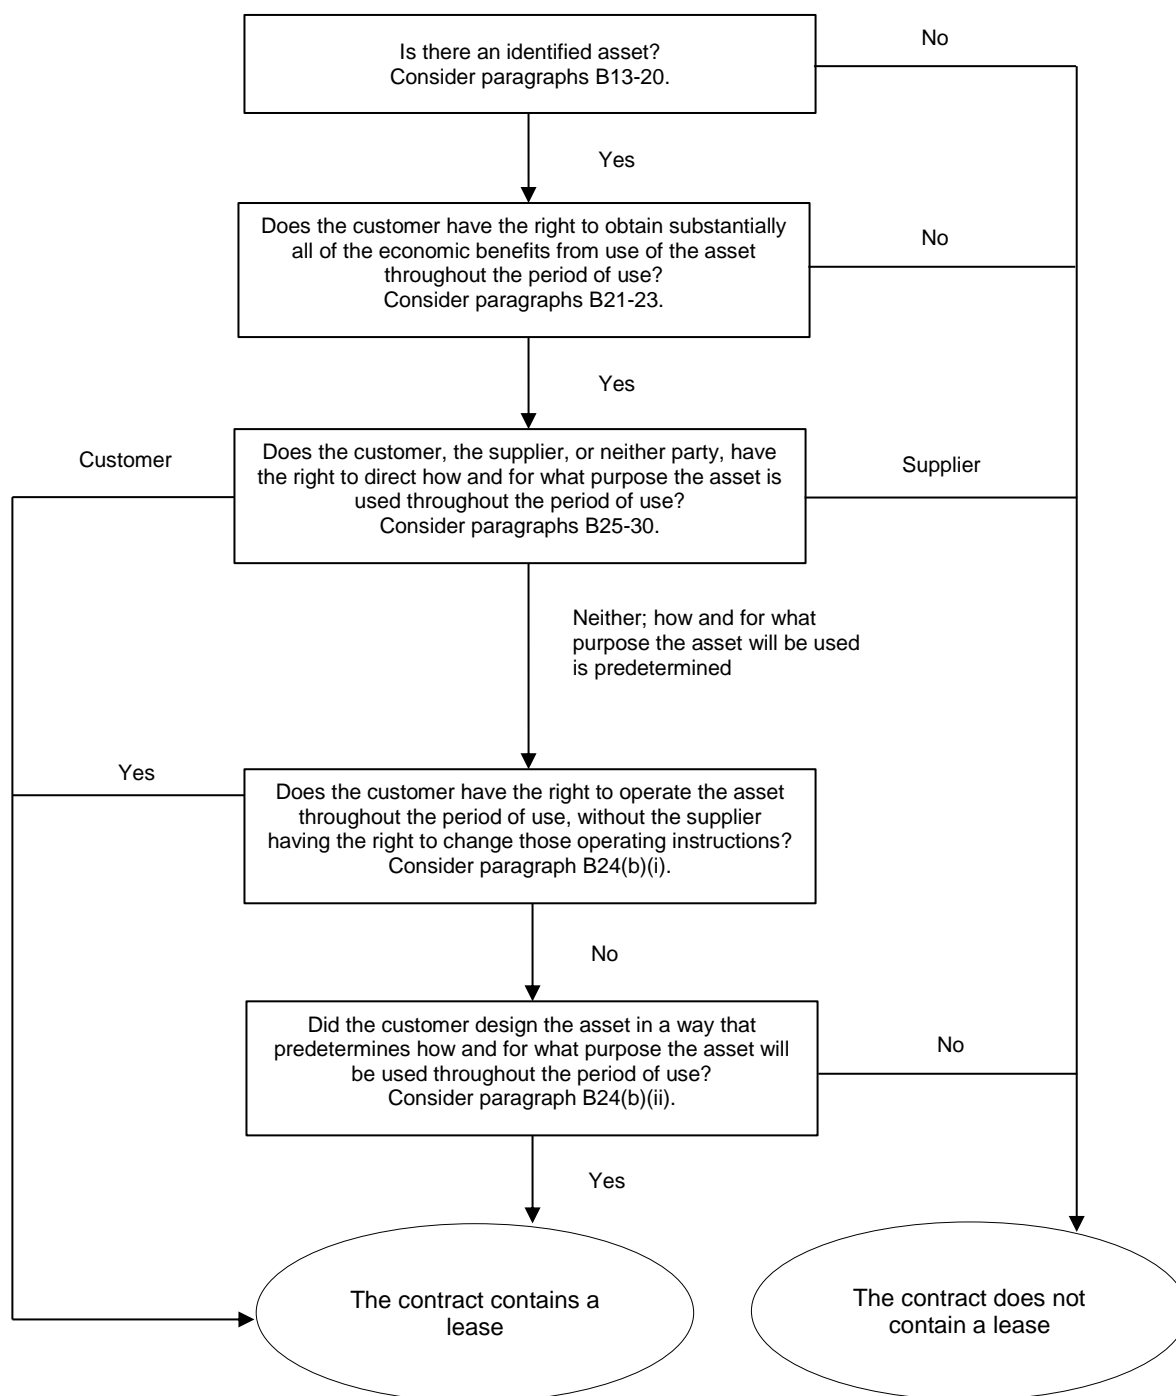 No
Is there an identified asset?
Consider paragraphs B13-20.
Yes
Does the customer have the right to obtain substantially
all of the economic benefits from use of the asset
throughout the period of use?
Consider paragraphs B21-23.
No
Yes
Customer
Does the customer, the supplier, or neither party, have
the right to direct how and for what purpose the asset is
used throughout the period of use?
Consider paragraphs B25-30.
Supplier
Neither; how and for what
purpose the asset will be used
is predetermined
Yes
Does the customer have the right to operate the asset
throughout the period of use, without the supplier
having the right to change those operating instructions?
Consider paragraph B24(b)(i).
No
Did the customer design the asset in a way that
predetermines how and for what purpose the asset will
be used throughout the period of use?
Consider paragraph B24(b)(ii).
No
Yes
The contract contains a
lease
The contract does not
contain a lease